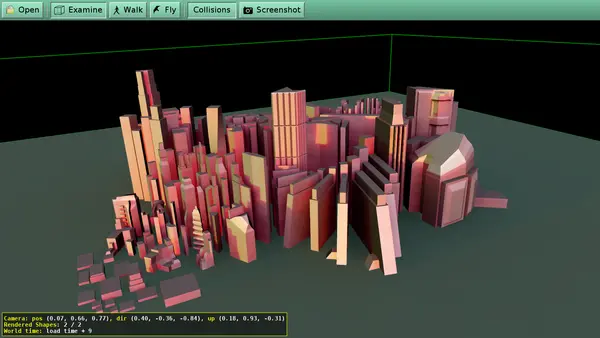 Open Examine Walk Fly Collisions Screenshot
Camera: pos (0.07, 0.66, 0.77), dir (0.40, -0.36, -0.84), up (0.18, 0.93, -0.31)
Rendered Shapes: 2 / 2
World time: load time + 9